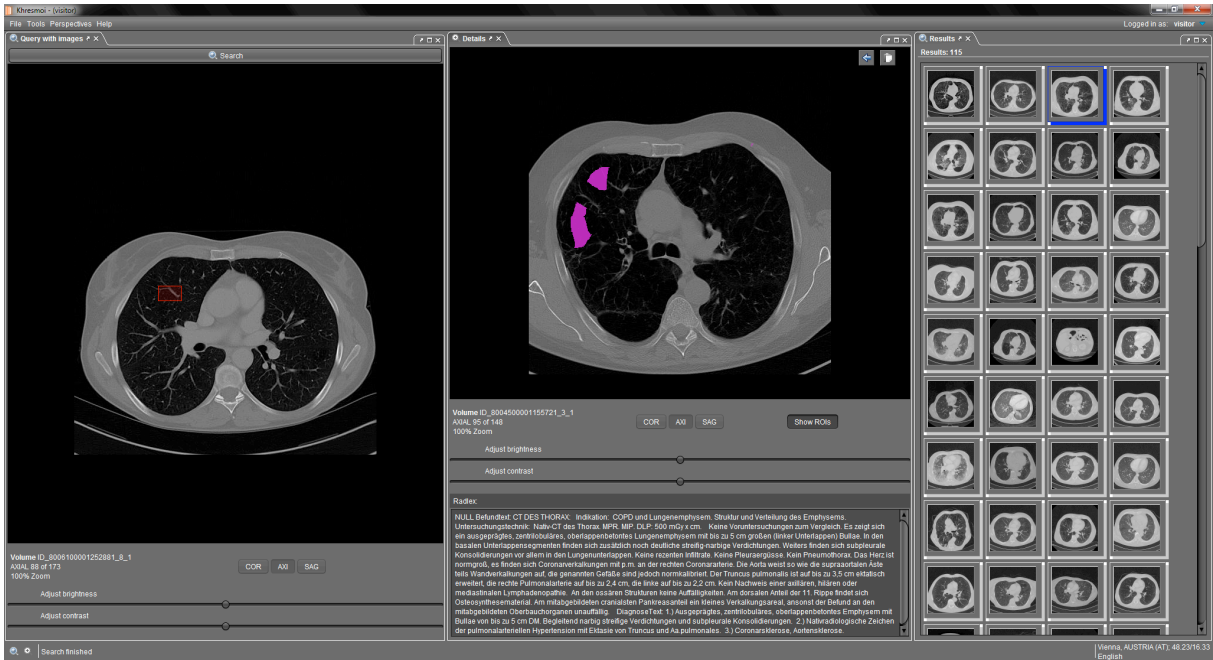 Khresmoi - (visitor)
File Tools Perspectives Help
Logged in as: visitor
Query with images
Search
Volume ID_8006100001252881_8_1
AXIAL 88 of 173
100% Zoom
COR AXI SAG
Adjust brightness
Adjust contrast
Details
Volume ID_8004500001155721_3_1
AXIAL 95 of 148
100% Zoom
COR AXI SAG
Show ROIs
Adjust brightness
Adjust contrast
Radlex:
NULL Befundtext: CT DES THORAX: Indikation: COPD und Lungenemphysem. Struktur und Verteilung des Emphysems.
Untersuchungstechnik: Nativ-CT des Thorax. MPR. MIP. DLP: 500 mGy x cm. Keine Voruntersuchungen zum Vergleich. Es zeigt sich
ein ausgeprägtes, zentrilobuläres, oberlappenbetontes Lungenemphysem mit bis zu 5 cm großen (linker Unterlappen) Bullae. In den
basalen Unterlappensegmenten finden sich zusätzlich noch deutliche streifig-narbige Verdichtungen. Weiters finden sich subpleurale
Konsolidierungen vor allem in den Lungenunterlappen. Keine rezenten Infiltrate. Keine Pleuraergüsse. Kein Pneumothorax. Das Herz ist
normgroß, es finden sich Coronarverkalkungen mit p.m. an der rechten Coronararterie. Die Aorta weist so wie die supraaortalen Äste
teils Wandverkalkungen auf, die genannten Gefäße sind jedoch normkalibriert. Der Truncus pulmonalis ist auf bis zu 3,5 cm ektatisch
erweitert, die rechte Pulmonalarterie auf bis zu 2,4 cm, die linke auf bis zu 2,2 cm. Kein Nachweis einer axillären, hilären oder
mediastinalen Lymphadenopathie. An den ossären Strukturen keine Auffälligkeiten. Am dorsalen Anteil der 11. Rippe findet sich
Osteosynthesematerial. Am mitabgebildeten cranialsten Pankreasanteil ein kleines Verkalkungsareal, ansonst der Befund an den
mitabgebildeten Oberbauchorganen unauffällig. DiagnoseText: 1.) Ausgeprägtes, zentrilobuläres, oberlappenbetontes Emphysem mit
Bullae von bis zu 5 cm DM. Begleitend narbig streifige Verdichtungen und subpleurale Konsolidierungen. 2.) Nativradiologische Zeichen
der pulmonalarteriellen Hypertension mit Ektasie von Truncus und Aa.pulmonales. 3.) Coronarsklerose, Aortensklerose.
Results
Results: 115
Search finished
Vienna, AUSTRIA (AT); 48.23/16.33
English